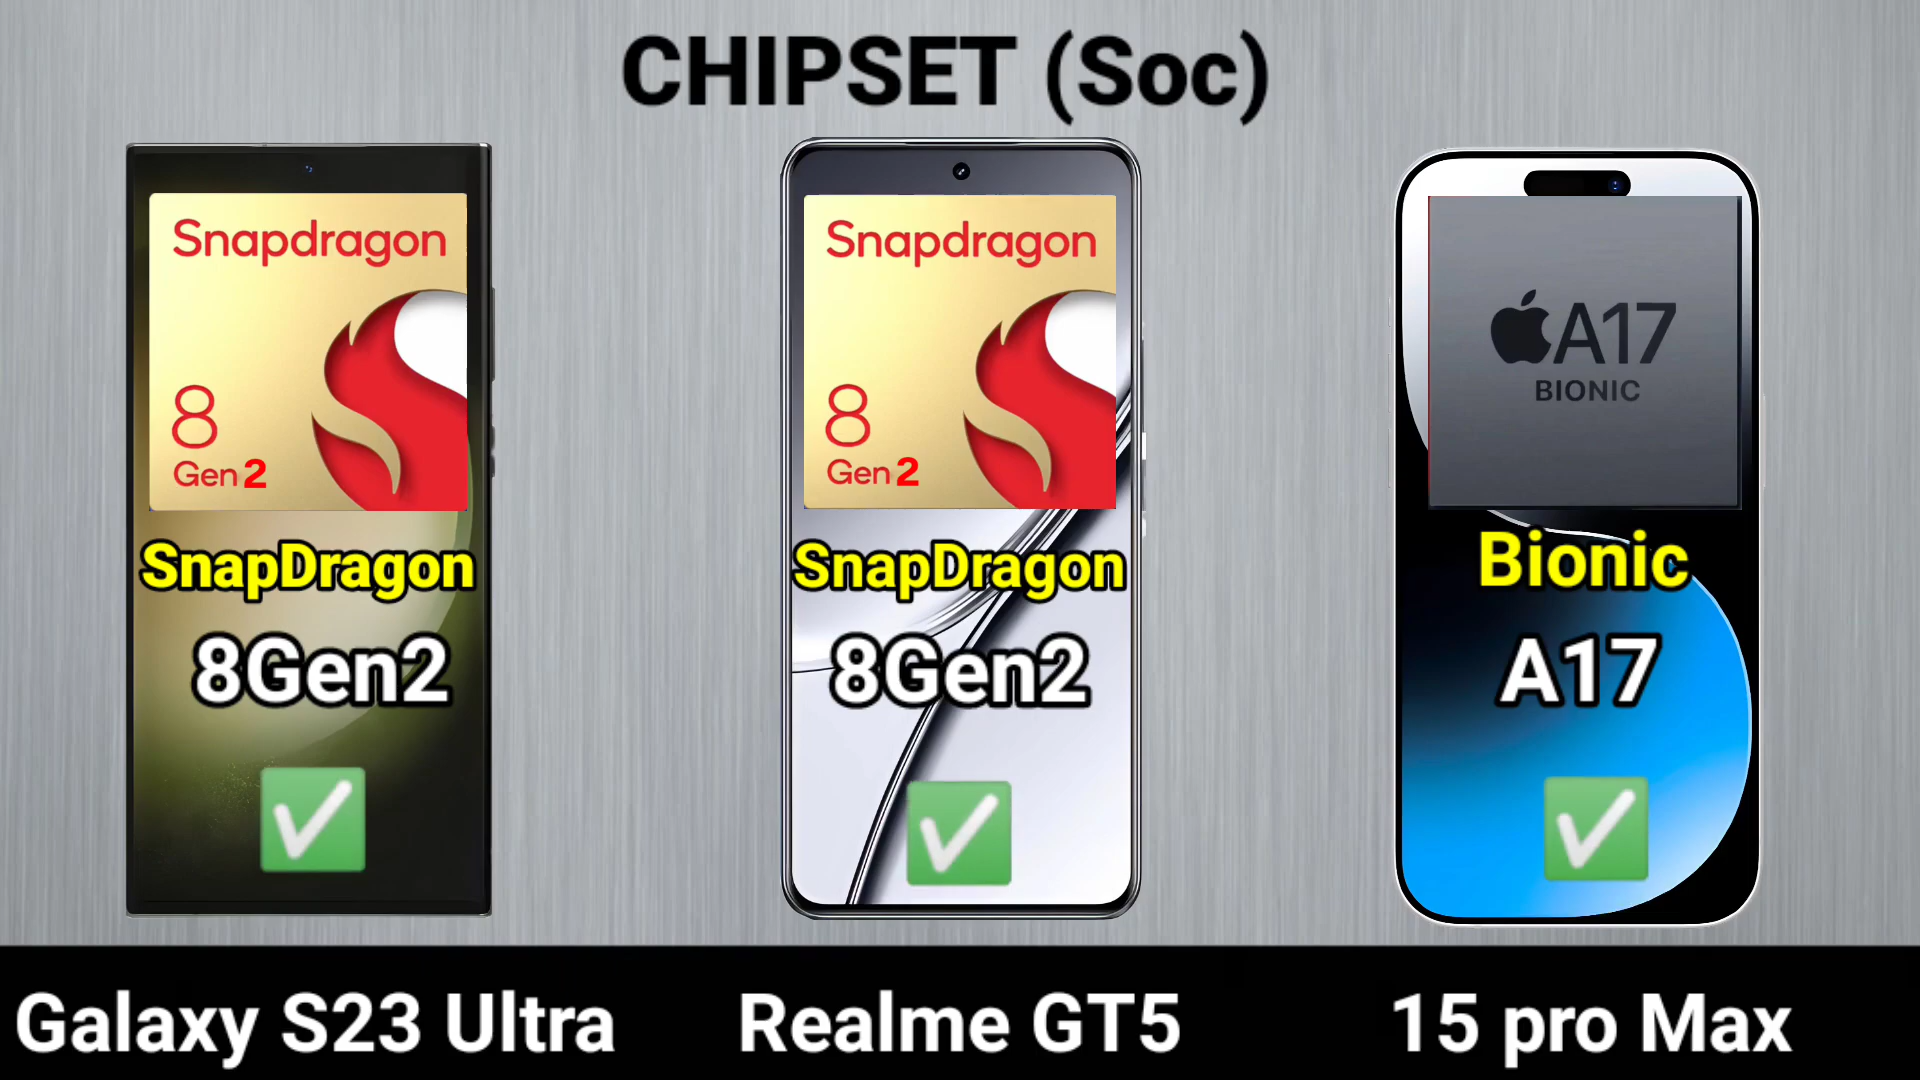 CHIPSET (Soc)
Snapdragon
8
Gen 2
SnapDragon
8Gen2
Snapdragon
8
Gen 2
SnapDragon
8Gen2
A17
BIONIC
Bionic
A17
Galaxy S23 Ultra
Realme GT5
15 pro Max